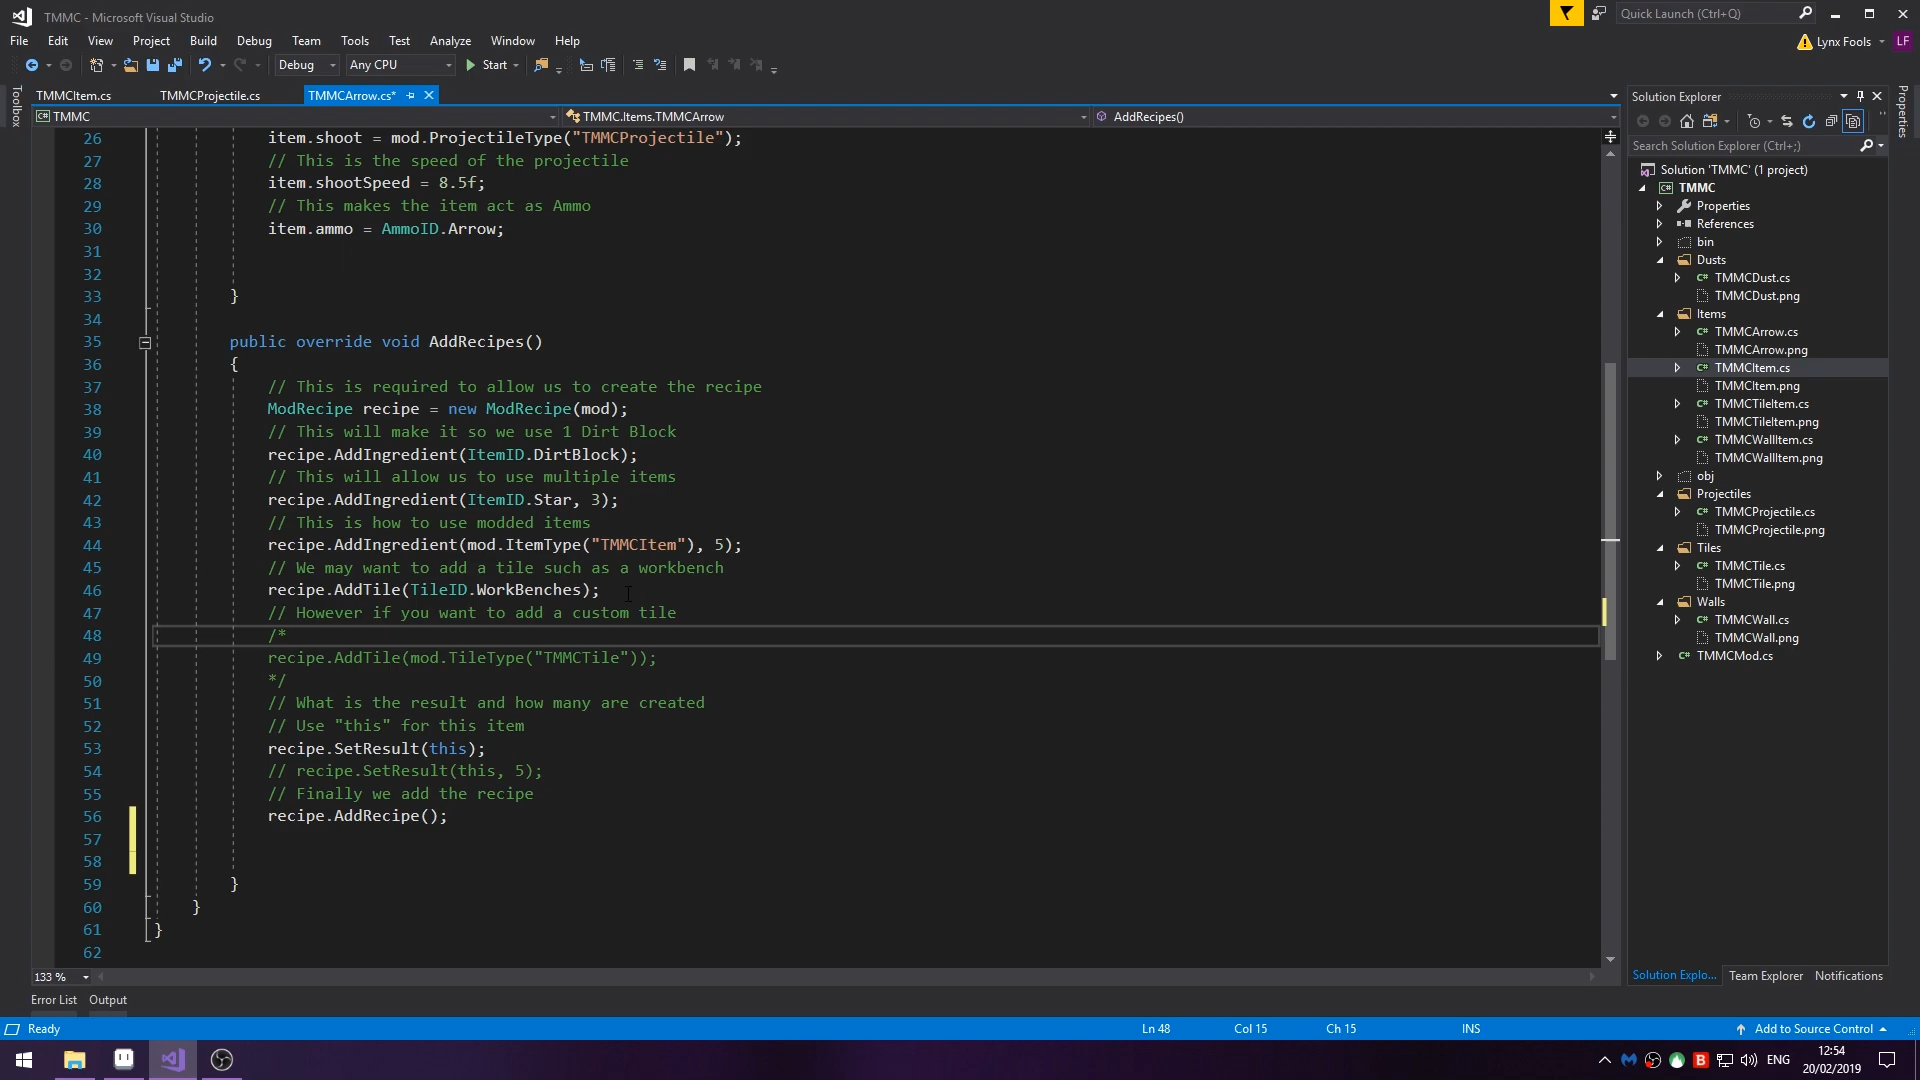 TMMC - Microsoft Visual Studio
Quick Launch (Ctrl+Q)
File Edit View Project Build Debug Team Tools Test Analyze Window Help
Lynx Fools LF
Debug Any CPU Start
Toolbox
TMMCItem.cs TMMCProjectile.cs TMMCArrow.cs*
TMMC TMMC.Items.TMMCArrow AddRecipes()
26 item.shoot = mod.ProjectileType("TMMCProjectile");
27 // This is the speed of the projectile
28 item.shootSpeed = 8.5f;
29 // This makes the item act as Ammo
30 item.ammo = AmmoID.Arrow;
31
32
33 }
34
35 public override void AddRecipes()
36 {
37 // This is required to allow us to create the recipe
38 ModRecipe recipe = new ModRecipe(mod);
39 // This will make it so we use 1 Dirt Block
40 recipe.AddIngredient(ItemID.DirtBlock);
41 // This will allow us to use multiple items
42 recipe.AddIngredient(ItemID.Star, 3);
43 // This is how to use modded items
44 recipe.AddIngredient(mod.ItemType("TMMCItem"), 5);
45 // We may want to add a tile such as a workbench
46 recipe.AddTile(TileID.WorkBenches);
47 // However if you want to add a custom tile
48 /*
49 recipe.AddTile(mod.TileType("TMMCTile"));
50 */
51 // What is the result and how many are created
52 // Use "this" for this item
53 recipe.SetResult(this);
54 // recipe.SetResult(this, 5);
55 // Finally we add the recipe
56 recipe.AddRecipe();
57
58
59 }
60 }
61 }
62
133 %
Error List Output
Solution Explorer
Properties
Search Solution Explorer (Ctrl+;)
Solution 'TMMC' (1 project)
C# TMMC
Properties
References
bin
Dusts
C# TMMCDust.cs
TMMCDust.png
Items
C# TMMCArrow.cs
TMMCArrow.png
C# TMMCItem.cs
TMMCItem.png
C# TMMCTileItem.cs
TMMCTileItem.png
C# TMMCWallItem.cs
TMMCWallItem.png
obj
Projectiles
C# TMMCProjectile.cs
TMMCProjectile.png
Tiles
C# TMMCTile.cs
TMMCTile.png
Walls
C# TMMCWall.cs
TMMCWall.png
C# TMMCMod.cs
Solution Explo... Team Explorer Notifications
Ready Ln 48 Col 15 Ch 15 INS Add to Source Control
B ENG 12:54
20/02/2019